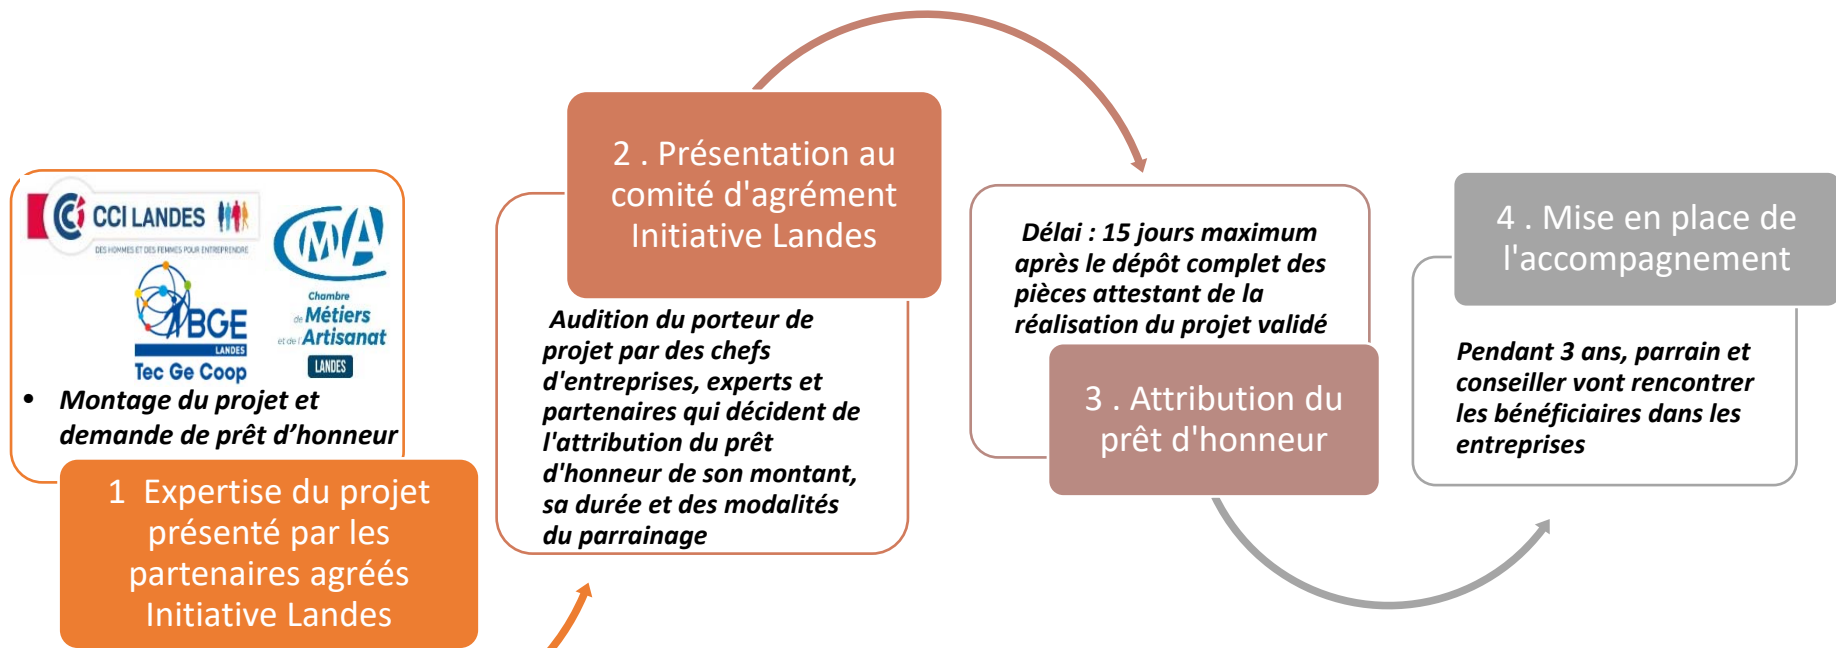 CCI LANDES
DES HOMMES ET DES FEMMES POUR ENTREPRENDRE
CMA
Chambre
de Métiers
et de l'Artisanat
LANDES
BGE
LANDES
Tec Ge Coop
• Montage du projet et
demande de prêt d’honneur
1  Expertise du projet
présenté par les
partenaires agréés
Initiative Landes
2 . Présentation au
comité d'agrément
Initiative Landes
Audition du porteur de
projet par des chefs
d'entreprises, experts et
partenaires qui décident de
l'attribution du prêt
d'honneur de son montant,
sa durée et des modalités
du parrainage
Délai : 15 jours maximum
après le dépôt complet des
pièces attestant de la
réalisation du projet validé
3 . Attribution du
prêt d'honneur
4 . Mise en place de
l'accompagnement
Pendant 3 ans, parrain et
conseiller vont rencontrer
les bénéficiaires dans les
entreprises